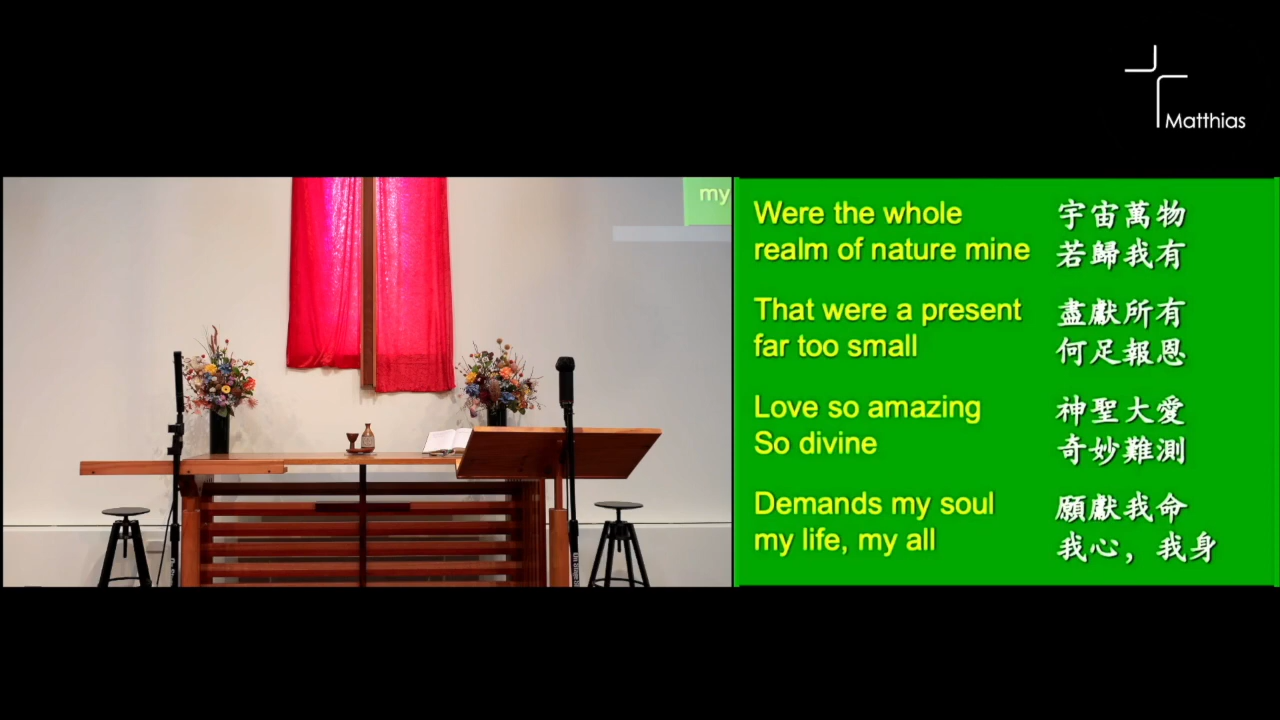 Matthias
my
Were the whole
realm of nature mine
That were a present
far too small
Love so amazing
So divine
Demands my soul
my life, my all
宇宙萬物
若歸我有
盡獻所有
何足報恩
神聖大愛
奇妙難測
願獻我命
我心，我身